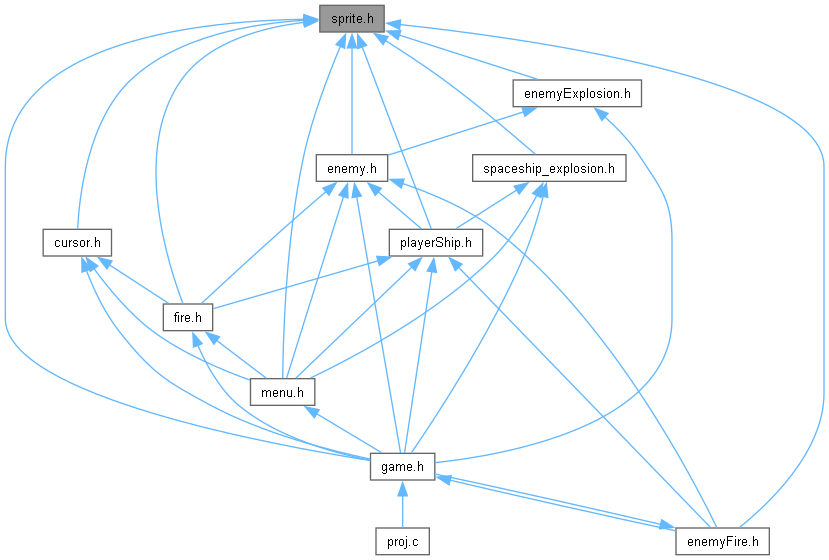 sprite.h
enemyExplosion.h
enemy.h
spaceship_explosion.h
cursor.h
playerShip.h
fire.h
menu.h
game.h
proj.c
enemyFire.h